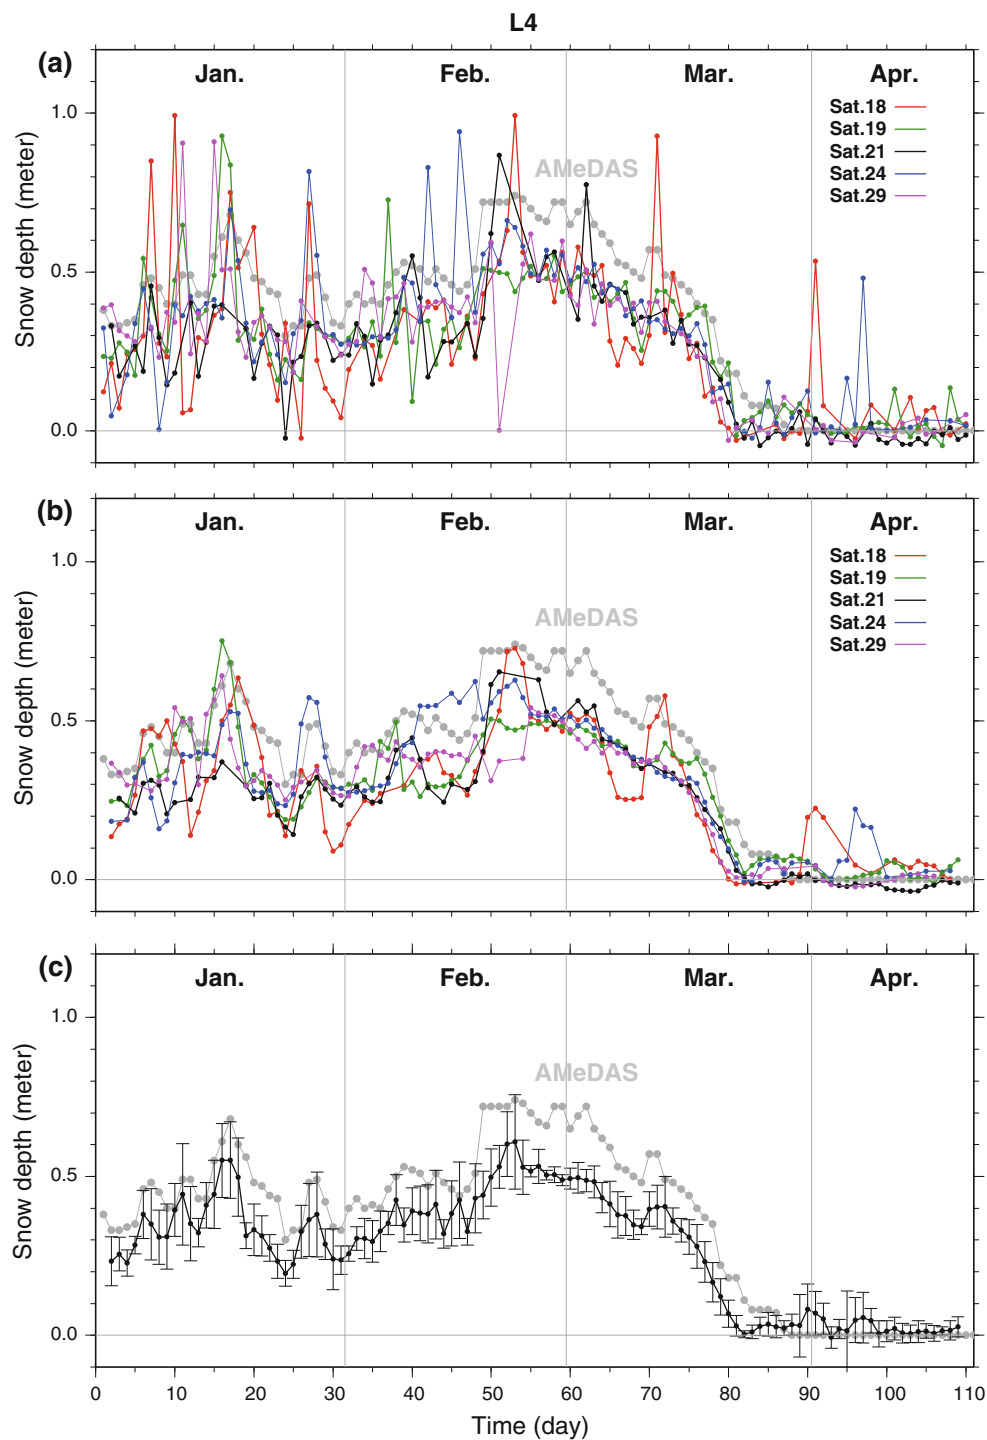 L4
(a)
Jan. Feb. Mar. Apr.
Sat.18
Sat.19
Sat.21
Sat.24
Sat.29
AMeDAS
Snow depth (meter)
1.0
0.5
0.0
(b)
Jan. Feb. Mar. Apr.
Sat.18
Sat.19
Sat.21
Sat.24
Sat.29
AMeDAS
Snow depth (meter)
1.0
0.5
0.0
(c)
Jan. Feb. Mar. Apr.
AMeDAS
Snow depth (meter)
1.0
0.5
0.0
0 10 20 30 40 50 60 70 80 90 100 110
Time (day)